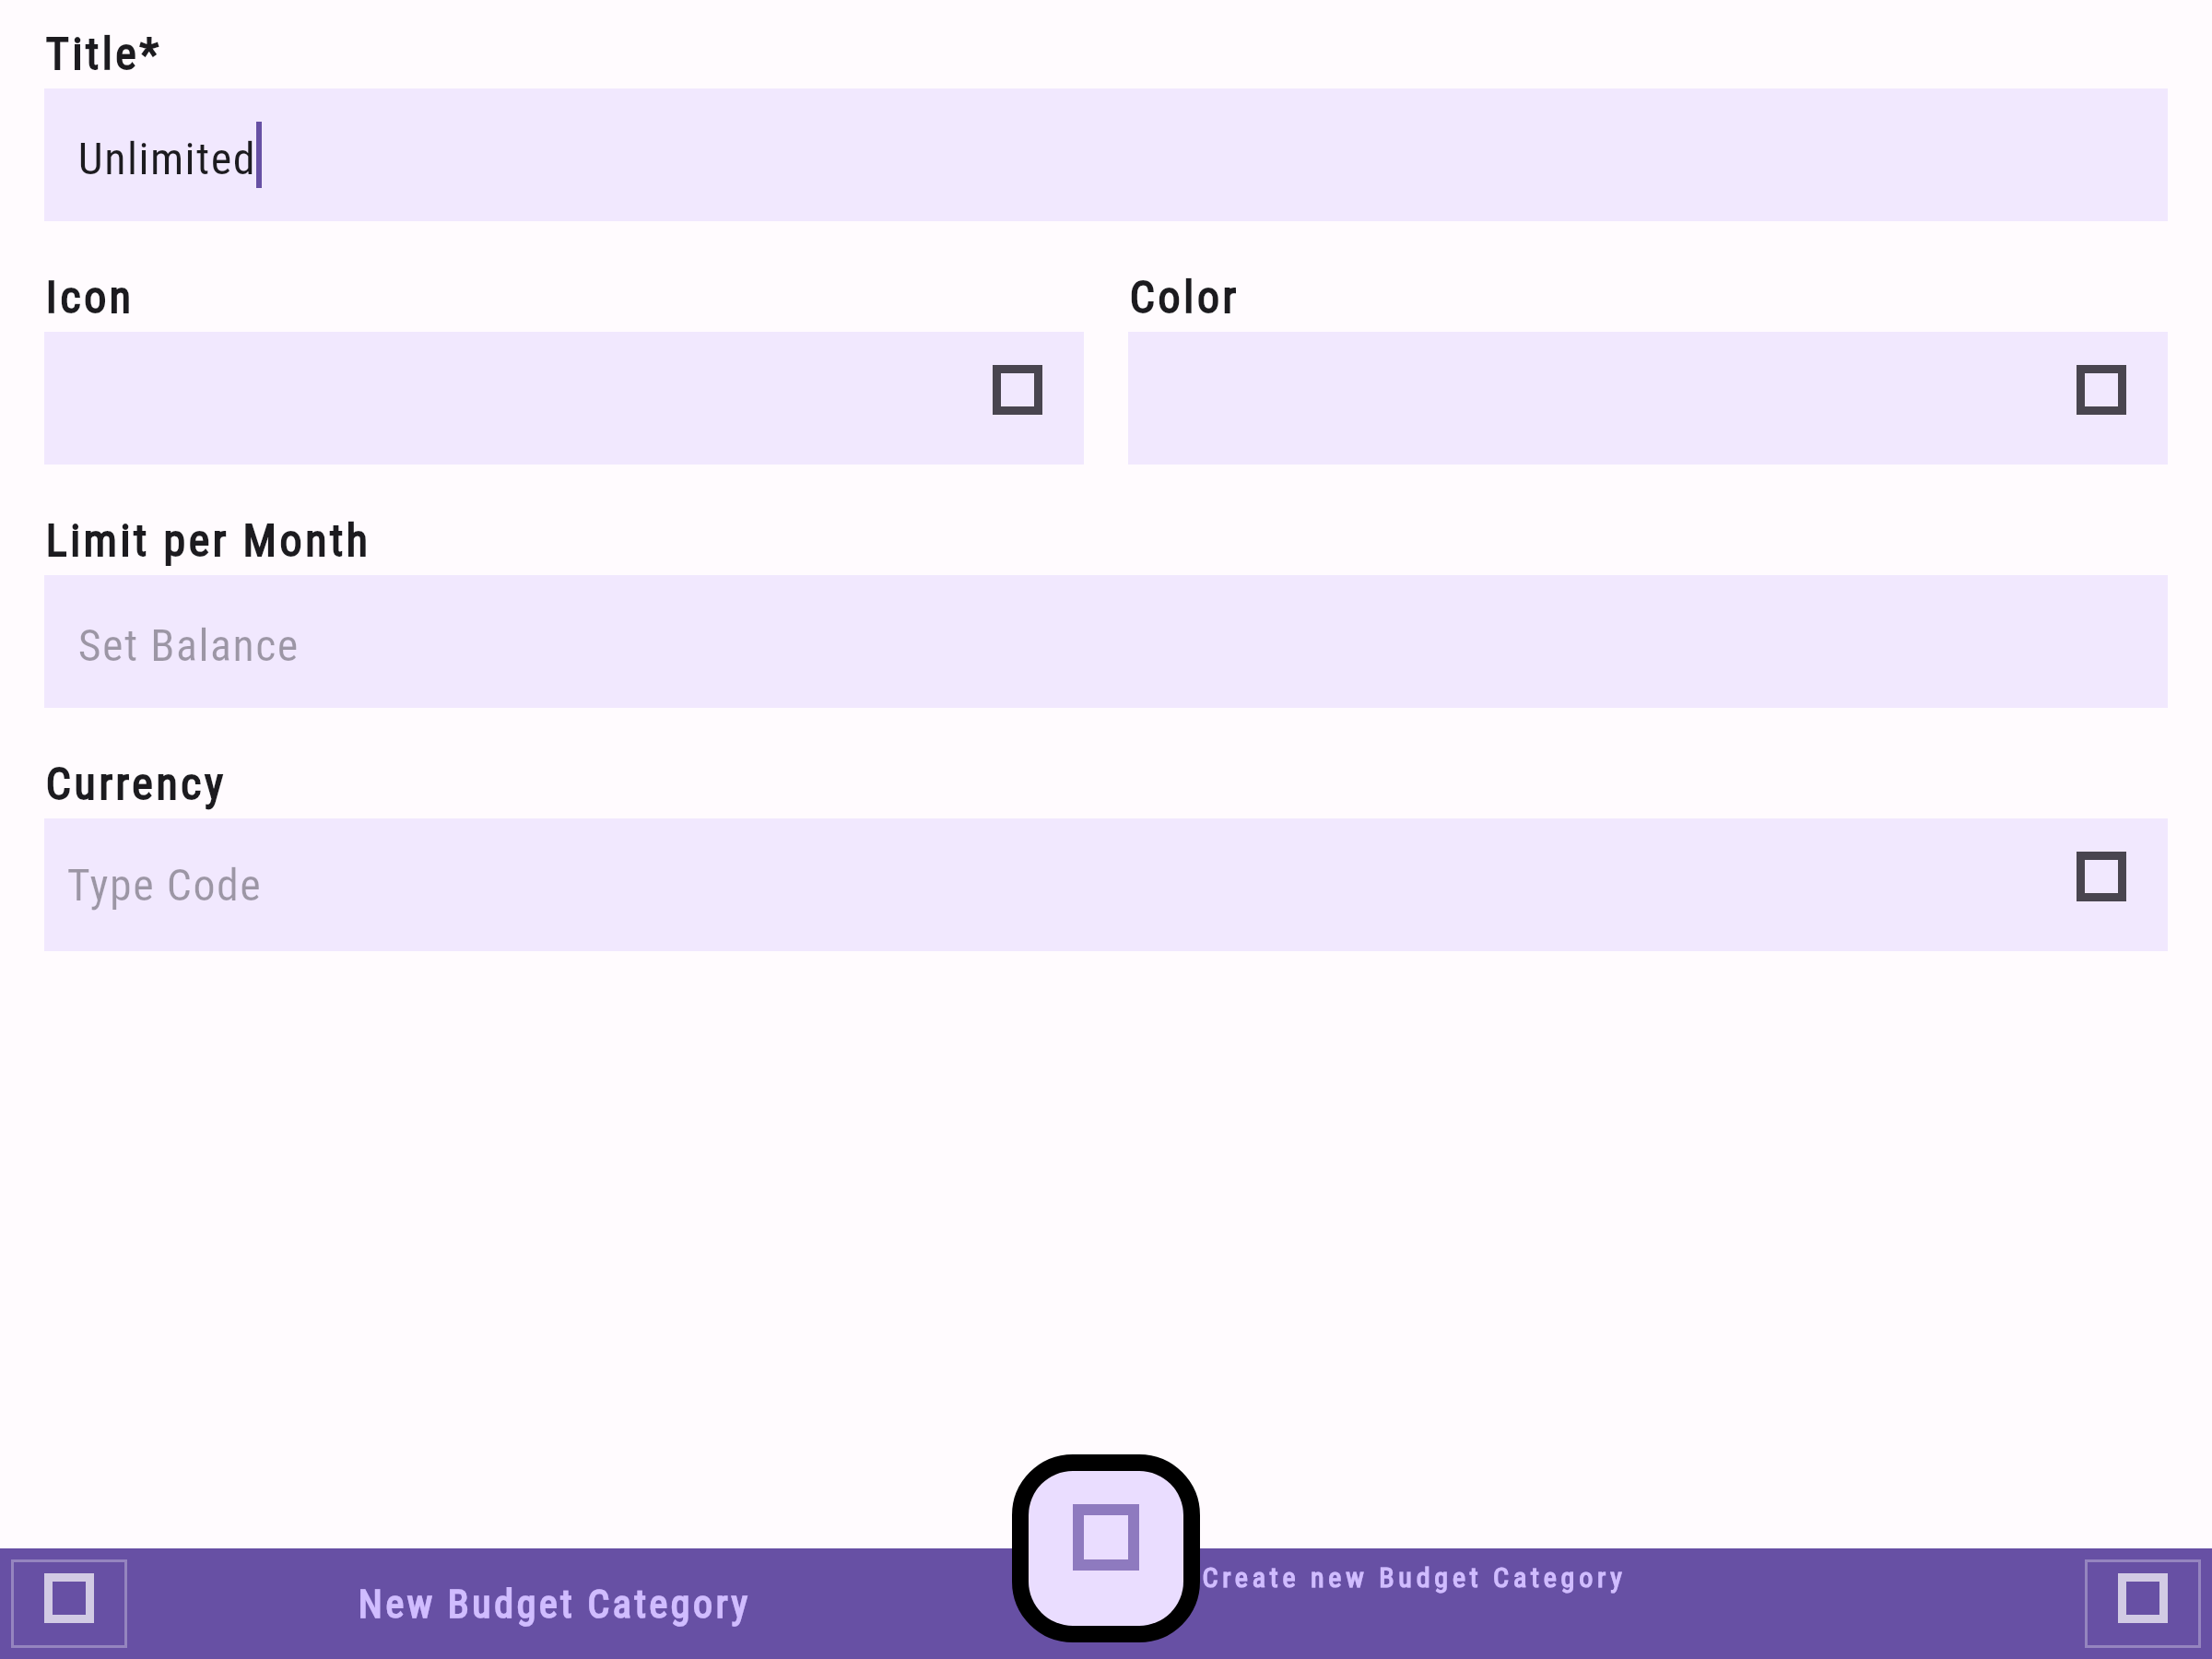 Title*
Unlimited
Icon
Color
Limit per Month
Set Balance
Currency
Type Code
New Budget Category
Create new Budget Category